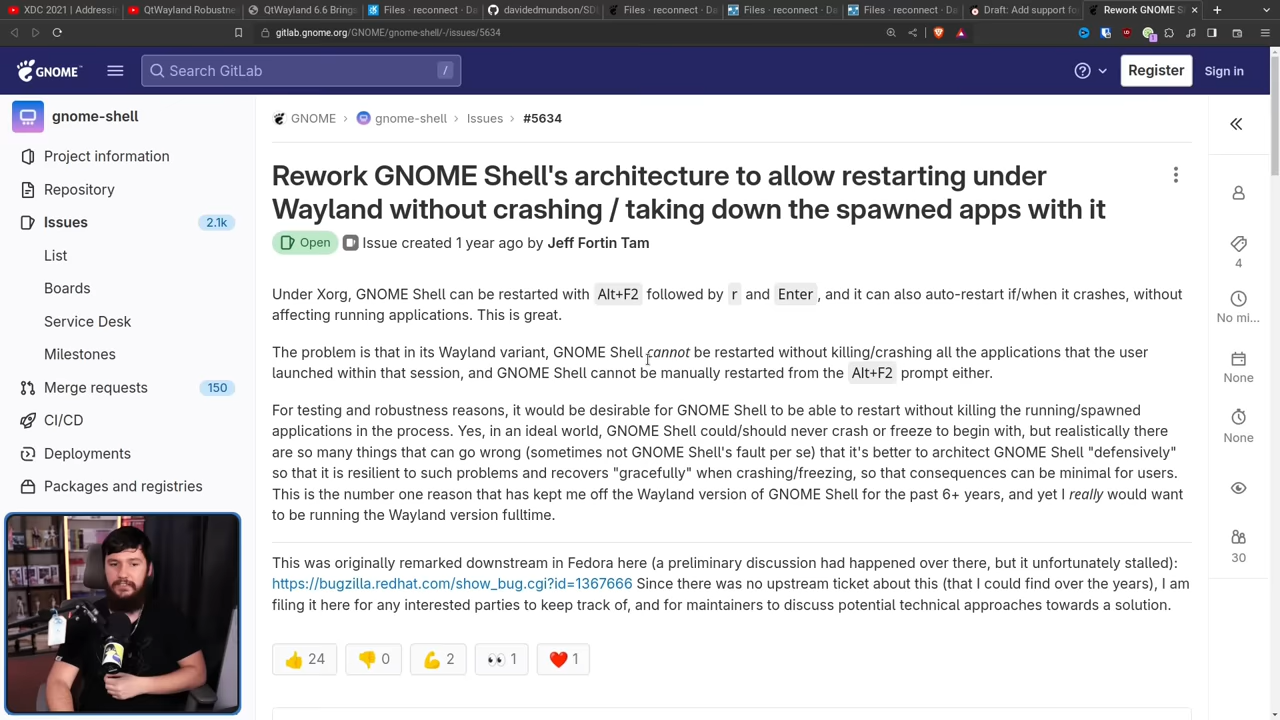 XDC 2021 | Addressi
QtWayland Robustne
QtWayland 6.6 Brings
Files · reconnect · Da
davidedmundson/SDL
Files · reconnect · Da
Files · reconnect · Da
Files · reconnect · Da
Draft: Add support fo
Rework GNOME S
gitlab.gnome.org/GNOME/gnome-shell/-/issues/5634
GNOME
Search GitLab
/
Register
Sign in
gnome-shell
Project information
Repository
Issues 2.1k
List
Boards
Service Desk
Milestones
Merge requests 150
CI/CD
Deployments
Packages and registries
GNOME › gnome-shell › Issues › #5634
Rework GNOME Shell's architecture to allow restarting under
Wayland without crashing / taking down the spawned apps with it
Open Issue created 1 year ago by Jeff Fortin Tam
Under Xorg, GNOME Shell can be restarted with Alt+F2 followed by r and Enter, and it can also auto-restart if/when it crashes, without
affecting running applications. This is great.
The problem is that in its Wayland variant, GNOME Shell cannot be restarted without killing/crashing all the applications that the user
launched within that session, and GNOME Shell cannot be manually restarted from the Alt+F2 prompt either.
For testing and robustness reasons, it would be desirable for GNOME Shell to be able to restart without killing the running/spawned
applications in the process. Yes, in an ideal world, GNOME Shell could/should never crash or freeze to begin with, but realistically there
are so many things that can go wrong (sometimes not GNOME Shell's fault per se) that it's better to architect GNOME Shell "defensively"
so that it is resilient to such problems and recovers "gracefully" when crashing/freezing, so that consequences can be minimal for users.
This is the number one reason that has kept me off the Wayland version of GNOME Shell for the past 6+ years, and yet I really would want
to be running the Wayland version fulltime.
This was originally remarked downstream in Fedora here (a preliminary discussion had happened over there, but it unfortunately stalled):
https://bugzilla.redhat.com/show_bug.cgi?id=1367666 Since there was no upstream ticket about this (that I could find over the years), I am
filing it here for any interested parties to keep track of, and for maintainers to discuss potential technical approaches towards a solution.
24
0
2
1
1
4
No mi...
None
None
30